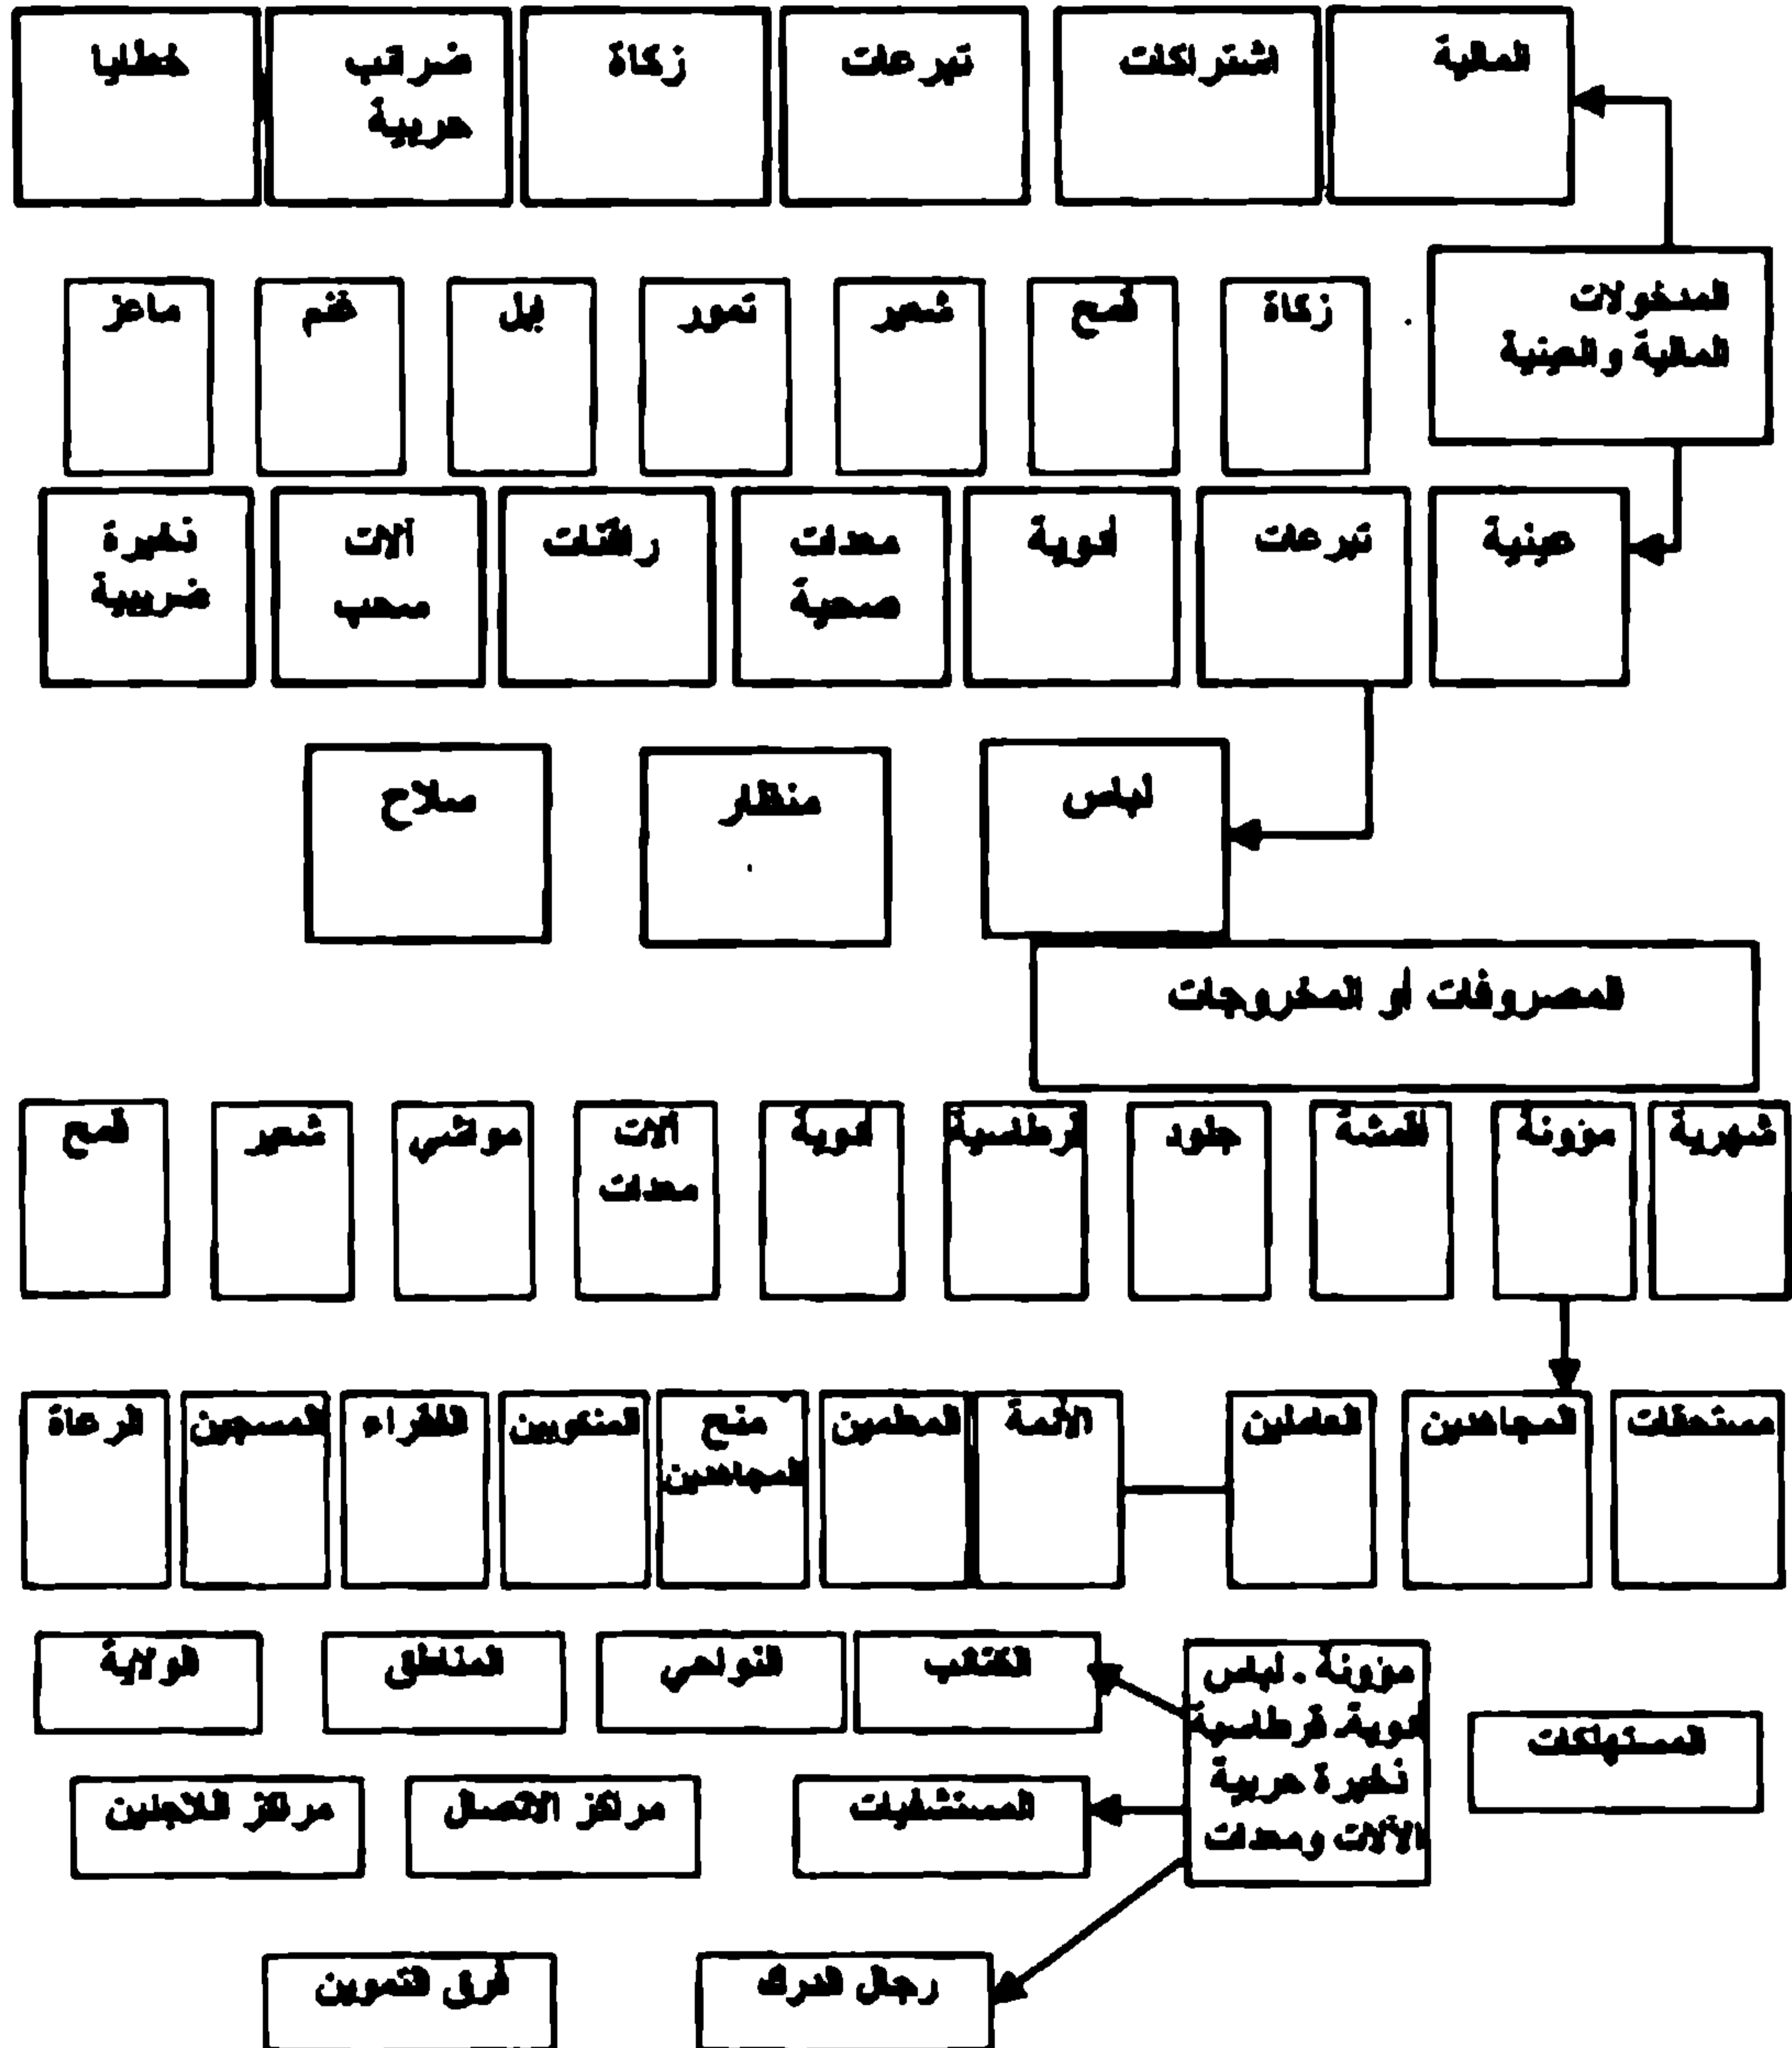 المالية
اشتراكات
تبرعات
زكاة
ضرائب
حربية
خطايا
المدخولات
المالية والعينية
زكاة
قمح
شعير
تمور
إبل
غنم
ماعز
عينية
تبرعات
أدوية
معدات
صحية
رافتات
آلات
سحب
ذخيرة
لباس
منظار
سلاح
المصروفات أو المخروجات
شهرية
مؤونة
أقمشة
جلود
قرطاسية
أدوية
آلات
معدات
مواشي
شعير
قمح
مستحقات
المجاهدين
العاملين
الأئمة
المعلمين
منح
المجاهدين
المنكوبين
الفقراء
المسبلين
الرعاة
المستهلكات
مؤونة . لباس
أدوية قرطاسية
ذخيرة حربية
الآلات ومعدات
الكتائب
النواحي
المناطق
الولاية
المستشفيات
مراكز الاتصال
مراكز اللاجئين
رجال الدرك
فرق التموين